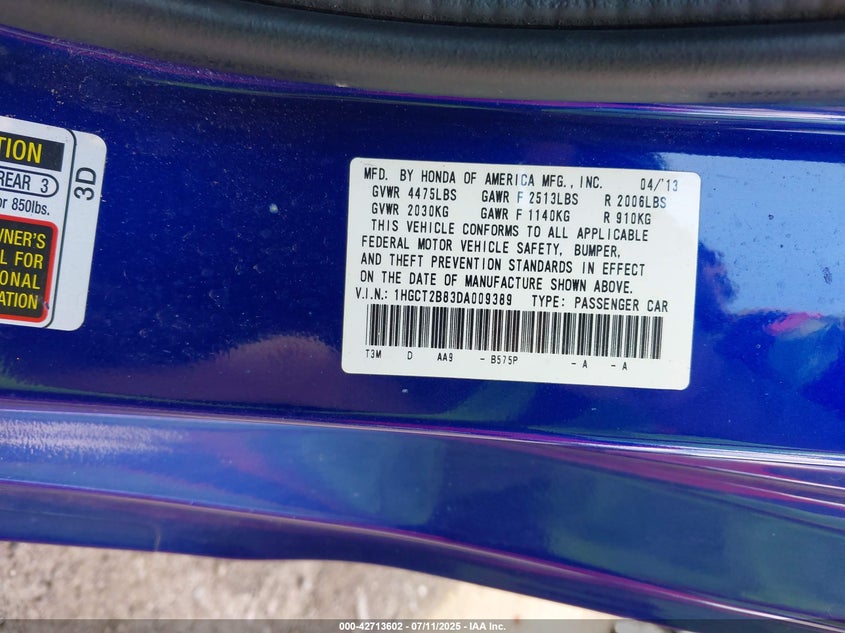 TION
REAR 3
or 850lbs.
3D
NER'S
L FOR
ONAL
ATION
MFD. BY HONDA OF AMERICA MFG., INC. 04/'13
GVWR 4475LBS GAWR F 2513LBS R 2006LBS
GVWR 2030KG GAWR F 1140KG R 910KG
THIS VEHICLE CONFORMS TO ALL APPLICABLE
FEDERAL MOTOR VEHICLE SAFETY, BUMPER,
AND THEFT PREVENTION STANDARDS IN EFFECT
ON THE DATE OF MANUFACTURE SHOWN ABOVE.
V.I.N.: 1HGCT2B83DA009389 TYPE: PASSENGER CAR
T3M D AA9 - B575P - A - A
000-42713602 - 07/11/2025 - IAA Inc.